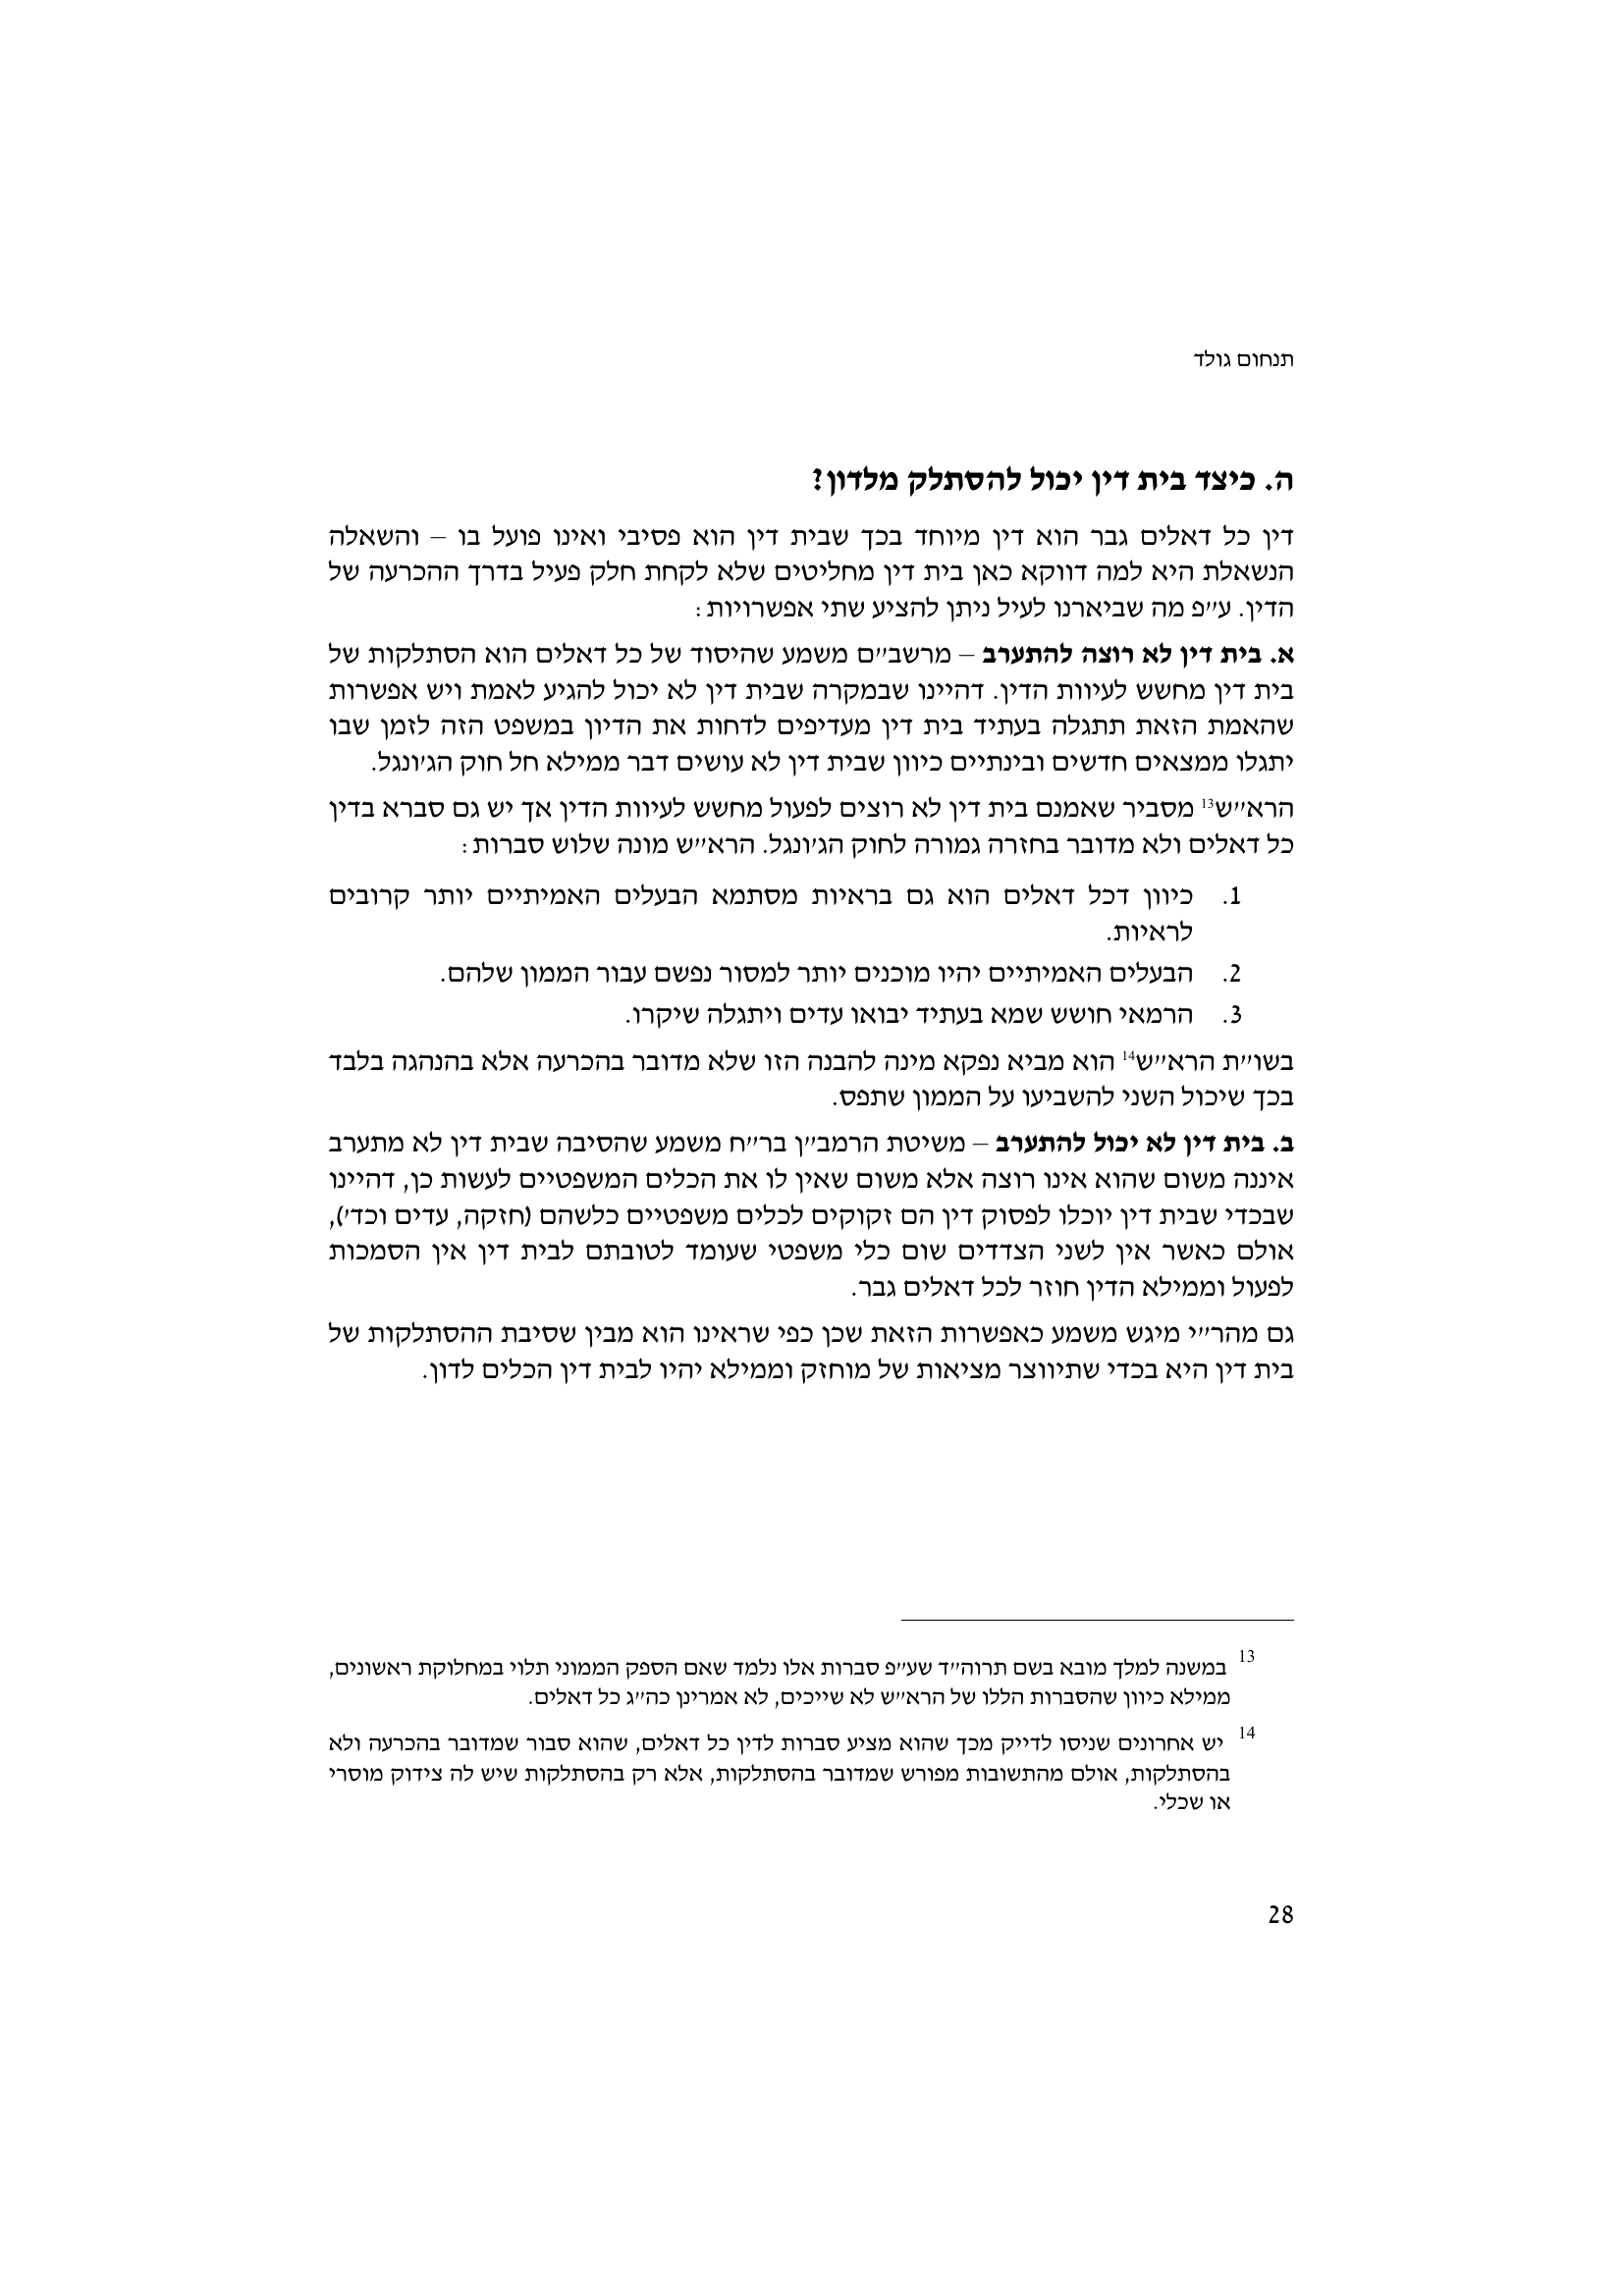 תנחום גולד
ה. כיצד בית דין יכול להסתלק מלדון?
דין כל דאלים גבר הוא דין מיוחד בכך שבית דין הוא פסיבי ואינו פועל בו – והשאלה
הנשאלת היא למה דווקא כאן בית דין מחליטים שלא לקחת חלק פעיל בדרך ההכרעה של
הדין. ע"פ מה שביארנו לעיל ניתן להציע שתי אפשרויות:
א. בית דין לא רוצה להתערב – מרשב"ם משמע שהיסוד של כל דאלים הוא הסתלקות של
בית דין מחשש לעיוות הדין. דהיינו שבמקרה שבית דין לא יכול להגיע לאמת ויש אפשרות
שהאמת הזאת תתגלה בעתיד בית דין מעדיפים לדחות את הדיון במשפט הזה לזמן שבו
יתגלו ממצאים חדשים ובינתיים כיוון שבית דין לא עושים דבר ממילא חל חוק הג'ונגל.
הרא"ש13 מסביר שאמנם בית דין לא רוצים לפעול מחשש לעיוות הדין אך יש גם סברא בדין
כל דאלים ולא מדובר בחזרה גמורה לחוק הג'ונגל. הרא"ש מונה שלוש סברות:
1. כיוון דכל דאלים הוא גם בראיות מסתמא הבעלים האמיתיים יותר קרובים
לראיות.
2. הבעלים האמיתיים יהיו מוכנים יותר למסור נפשם עבור הממון שלהם.
3. הרמאי חושש שמא בעתיד יבואו עדים ויתגלה שיקרו.
בשו"ת הרא"ש14 הוא מביא נפקא מינה להבנה הזו שלא מדובר בהכרעה אלא בהנהגה בלבד
בכך שיכול השני להשביעו על הממון שתפס.
ב. בית דין לא יכול להתערב – משיטת הרמב"ן בר"ח משמע שהסיבה שבית דין לא מתערב
איננה משום שהוא אינו רוצה אלא משום שאין לו את הכלים המשפטיים לעשות כן, דהיינו
שבכדי שבית דין יוכלו לפסוק דין הם זקוקים לכלים משפטיים כלשהם (חזקה, עדים וכד'),
אולם כאשר אין לשני הצדדים שום כלי משפטי שעומד לטובתם לבית דין אין הסמכות
לפעול וממילא הדין חוזר לכל דאלים גבר.
גם מהר"י מיגש משמע כאפשרות הזאת שכן כפי שראינו הוא מבין שסיבת ההסתלקות של
בית דין היא בכדי שתיווצר מציאות של מוחזק וממילא יהיו לבית דין הכלים לדון.
13 במשנה למלך מובא בשם תרוה"ד שע"פ סברות אלו נלמד שאם הספק הממוני תלוי במחלוקת ראשונים,
ממילא כיוון שהסברות הללו של הרא"ש לא שייכים, לא אמרינן כה"ג כל דאלים.
14 יש אחרונים שניסו לדייק מכך שהוא מציע סברות לדין כל דאלים, שהוא סבור שמדובר בהכרעה ולא
בהסתלקות, אולם מהתשובות מפורש שמדובר בהסתלקות, אלא רק בהסתלקות שיש לה צידוק מוסרי
או שכלי.
28